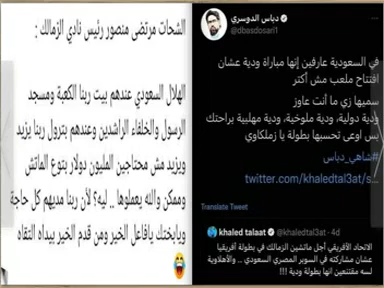 الشحات مرتضى منصور رئيس نادي الزمالك :
الهلال السعودي عندهم بيت ربنا الكعبة ومسجد
الرسول والخلفاء الراشدين وعندهم بترول ربنا يزيد
ويزيد مش محتاجين المليون دولار بتوع الماتش
وممكن والله يعملوها .. ليه؟ لأن ربنا مديهم كل حاجة
ويابختك يافاعل الخير ومن قدم الخير بيداه التقاه
دباس الدوسري
@dbasdosari1
في السعودية عارفين إنها مباراة ودية عشان
افتتاح ملعب مش أكتر
سميها زي ما أنت عاوز
ودية دولية، ودية ملوخية، ودية مهلبية براحتك
بس اوعى تحسبها بطولة يا زملكاوي
#شاهي_دباس
twitter.com/khaledtal3at/s...
Translate Tweet
khaled talaat @khaledtal3at · 4d
الاتحاد الأفريقي أجل ماتشين الزمالك في بطولة أفريقيا
عشان مشاركته في السوبر المصري السعودي .. والأهلاوية
لسه مقتنعين انها بطولة ودية !!!